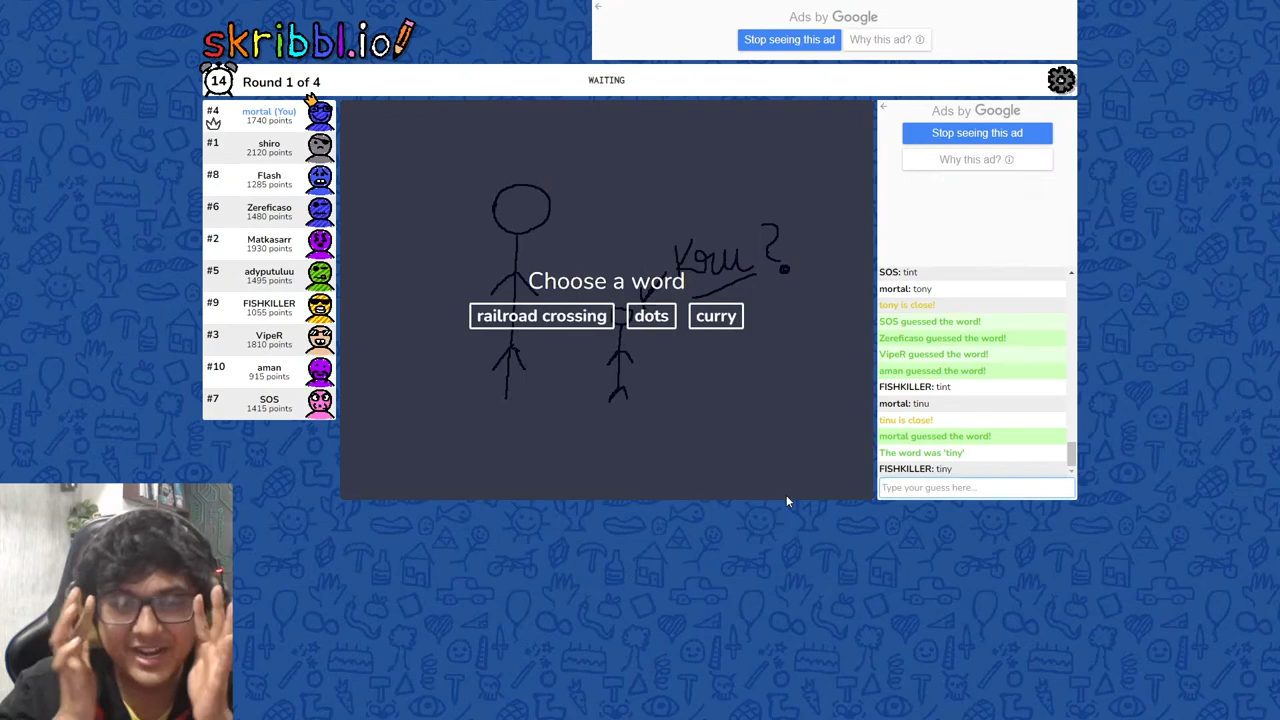 Ads by Google
Stop seeing this ad
Why this ad?
skribbl.io
14
Round 1 of 4
WAITING
#4
mortal (You)
1740 points
#1
shiro
2120 points
#8
Flash
1285 points
#6
Zereficaso
1480 points
#2
Matkasarr
1930 points
#5
adyputuluu
1495 points
#9
FISHKILLER
1055 points
#3
VipeR
1810 points
#10
aman
915 points
#7
SOS
1415 points
Choose a word
railroad crossing
dots
curry
Ads by Google
Stop seeing this ad
Why this ad?
SOS: tint
mortal: tony
tony is close!
SOS guessed the word!
Zereficaso guessed the word!
VipeR guessed the word!
aman guessed the word!
FISHKILLER: tint
mortal: tinu
tinu is close!
mortal guessed the word!
The word was 'tiny'
FISHKILLER: tiny
Type your guess here...